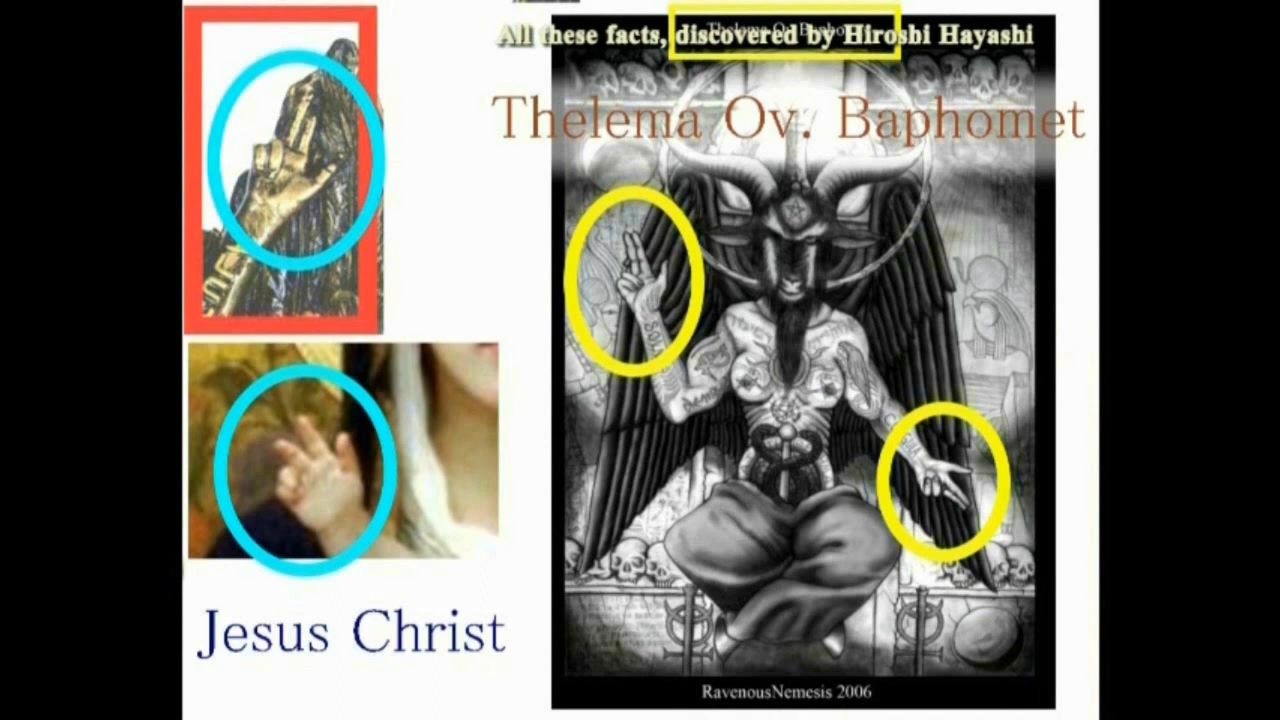 All these facts, discovered by Hiroshi Hayashi
Thelema Ov. Baphomet
Jesus Christ
RavenousNemesis 2006